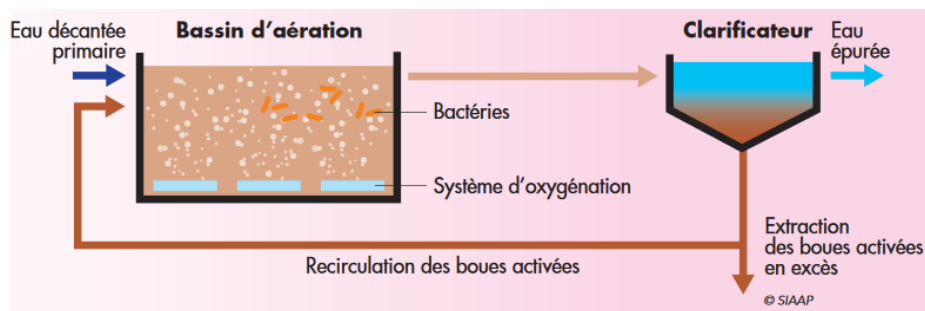 Eau décantée
primaire
Bassin d'aération
Clarificateur
Eau
épurée
Bactéries
Système d'oxygénation
Recirculation des boues activées
Extraction
des boues activées
en excès
© SIAAP